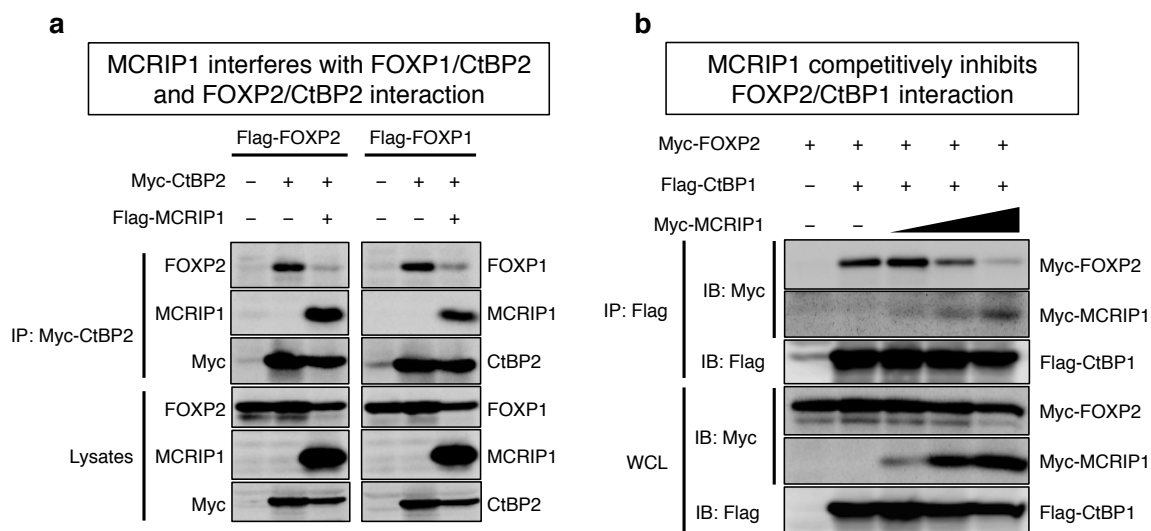 a
MCRIP1 interferes with FOXP1/CtBP2
and FOXP2/CtBP2 interaction
Flag-FOXP2 Flag-FOXP1
Myc-CtBP2 – + + – + +
Flag-MCRIP1 – – + – – +
IP: Myc-CtBP2
FOXP2 FOXP1
MCRIP1 MCRIP1
Myc CtBP2
Lysates
FOXP2 FOXP1
MCRIP1 MCRIP1
Myc CtBP2
b
MCRIP1 competitively inhibits
FOXP2/CtBP1 interaction
Myc-FOXP2 + + + + +
Flag-CtBP1 – + + + +
Myc-MCRIP1 – –
IP: Flag
IB: Myc
Myc-FOXP2
Myc-MCRIP1
IB: Flag Flag-CtBP1
WCL
IB: Myc
Myc-FOXP2
Myc-MCRIP1
IB: Flag Flag-CtBP1